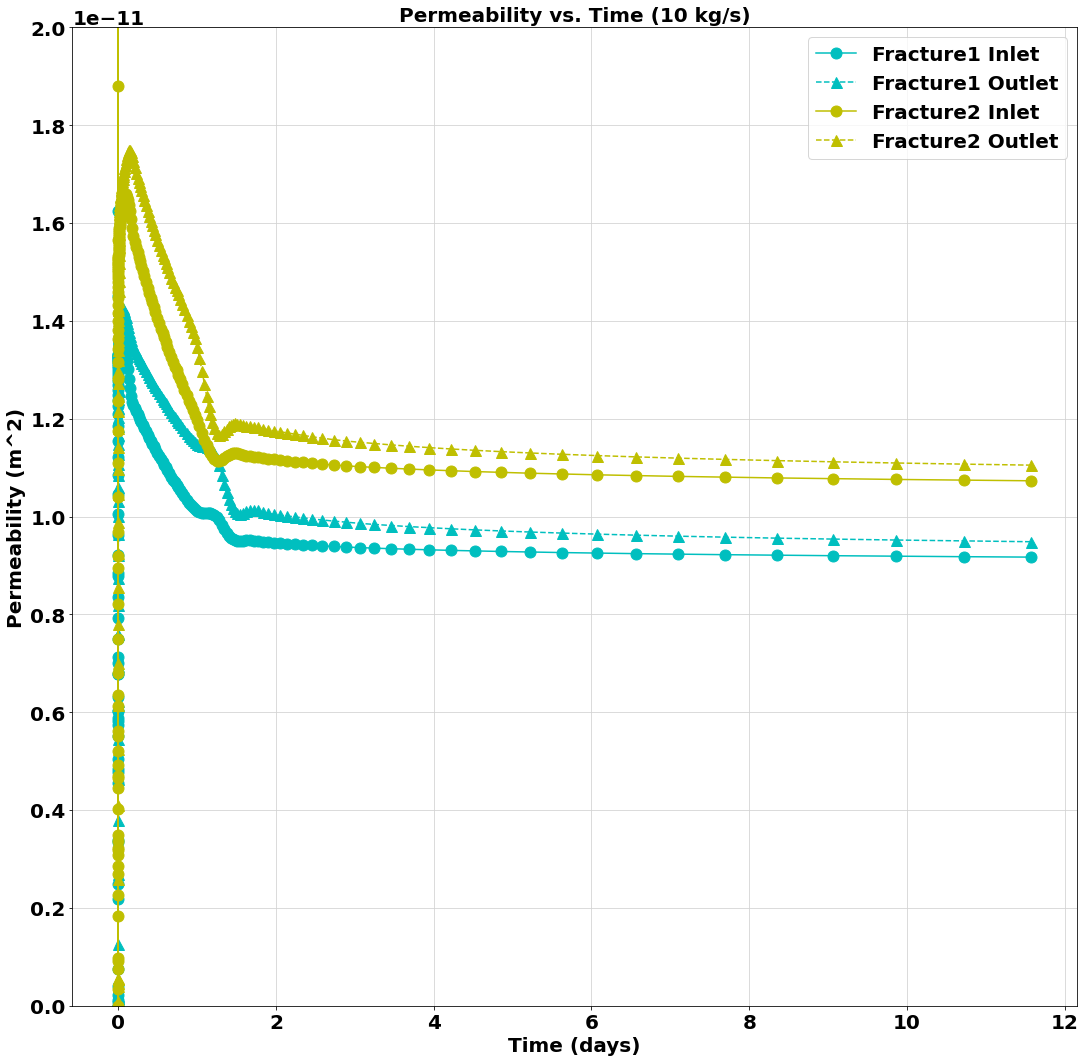 Permeability vs. Time (10 kg/s)
1e−11
2.0
1.8
1.6
1.4
1.2
1.0
0.8
0.6
0.4
0.2
0.0
Permeability (m^2)
Fracture1 Inlet
Fracture1 Outlet
Fracture2 Inlet
Fracture2 Outlet
0 2 4 6 8 10 12
Time (days)